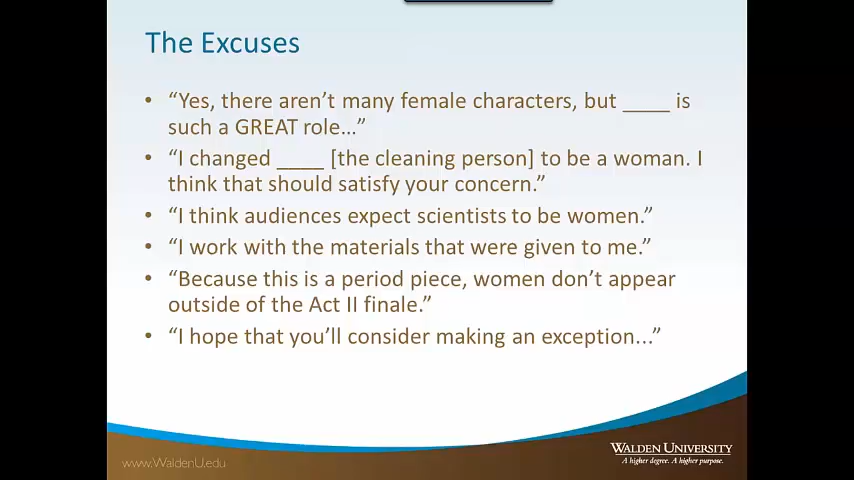 The Excuses
• “Yes, there aren’t many female characters, but ____ is
such a GREAT role…”
• “I changed ____ [the cleaning person] to be a woman. I
think that should satisfy your concern.”
• “I think audiences expect scientists to be women.”
• “I work with the materials that were given to me.”
• “Because this is a period piece, women don’t appear
outside of the Act II finale.”
• “I hope that you’ll consider making an exception...”
WALDEN UNIVERSITY
A higher degree. A higher purpose.
www.WaldenU.edu